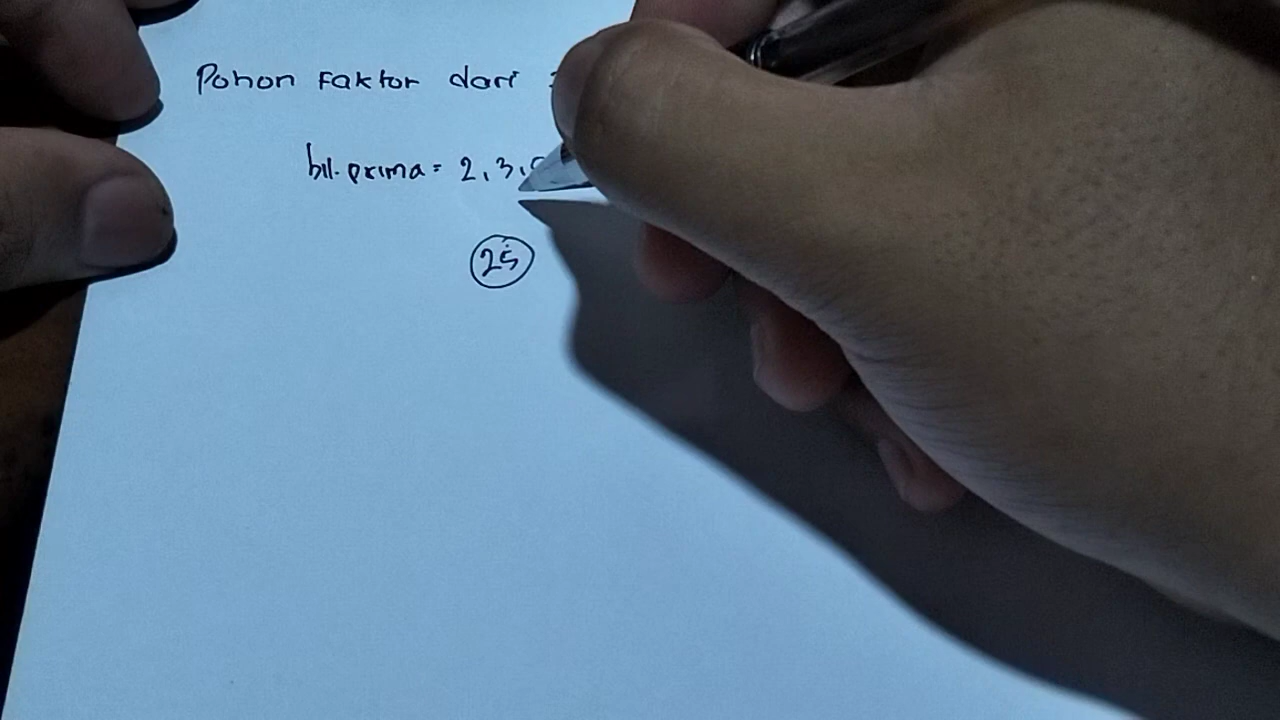 Pohon Faktor dari
bil. prima = 2, 3,
25